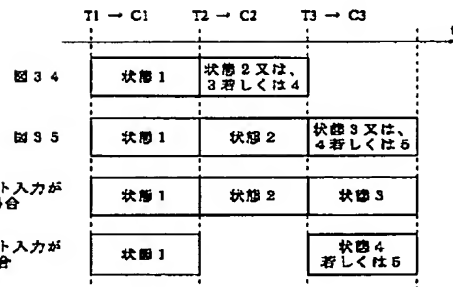 T1 → C1 T2 → C2 T3 → C3
t
図34 状態1 状態2又は、
3若しくは4
図35 状態1 状態2 状態3又は、
4若しくは5
ト入力が
合 状態1 状態2 状態3
ト入力が
合 状態1 状態4
若しくは5